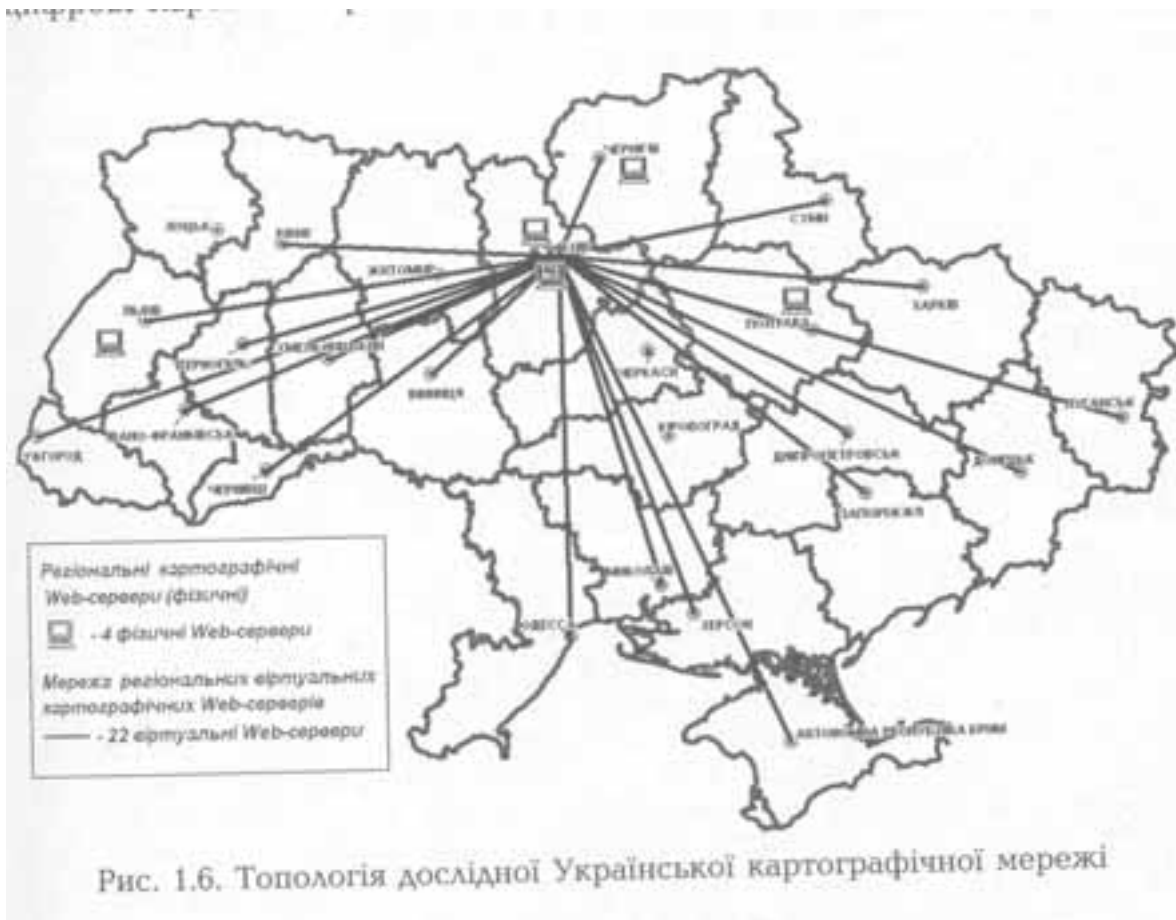 ЧЕРНІГІВ
СУМИ
ЛУЦЬК
РІВНЕ
ЖИТОМИР
ХАРКІВ
ЛЬВІВ
ПОЛТАВА
ТЕРНОПІЛЬ
ВІННИЦЯ
ЧЕРКАСИ
ЛУГАНСЬК
ІВАНО-ФРАНКІВСЬК
КІРОВОГРАД
УЖГОРОД
ДНІПРОПЕТРОВСЬК
ДОНЕЦЬК
ЧЕРНІВЦІ
ЗАПОРІЖЖЯ
Регіональні картографічні
Web-сервери (фізичні)
- 4 фізичні Web-сервери
Мережа регіональних віртуальних
картографічних Web-серверів
- 22 віртуальні Web-сервери
МИКОЛАЇВ
ОДЕССА
ХЕРСОН
АВТОНОМНА РЕСПУБЛІКА КРИМ
Рис. 1.6. Топологія дослідної Української картографічної мережі